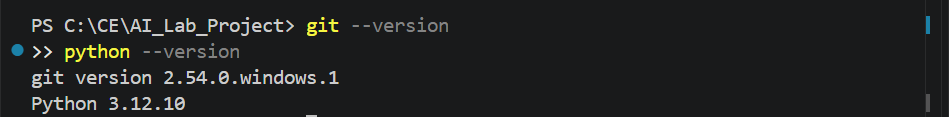 PS C:\CE\AI_Lab_Project> git --version
>> python --version
git version 2.54.0.windows.1
Python 3.12.10